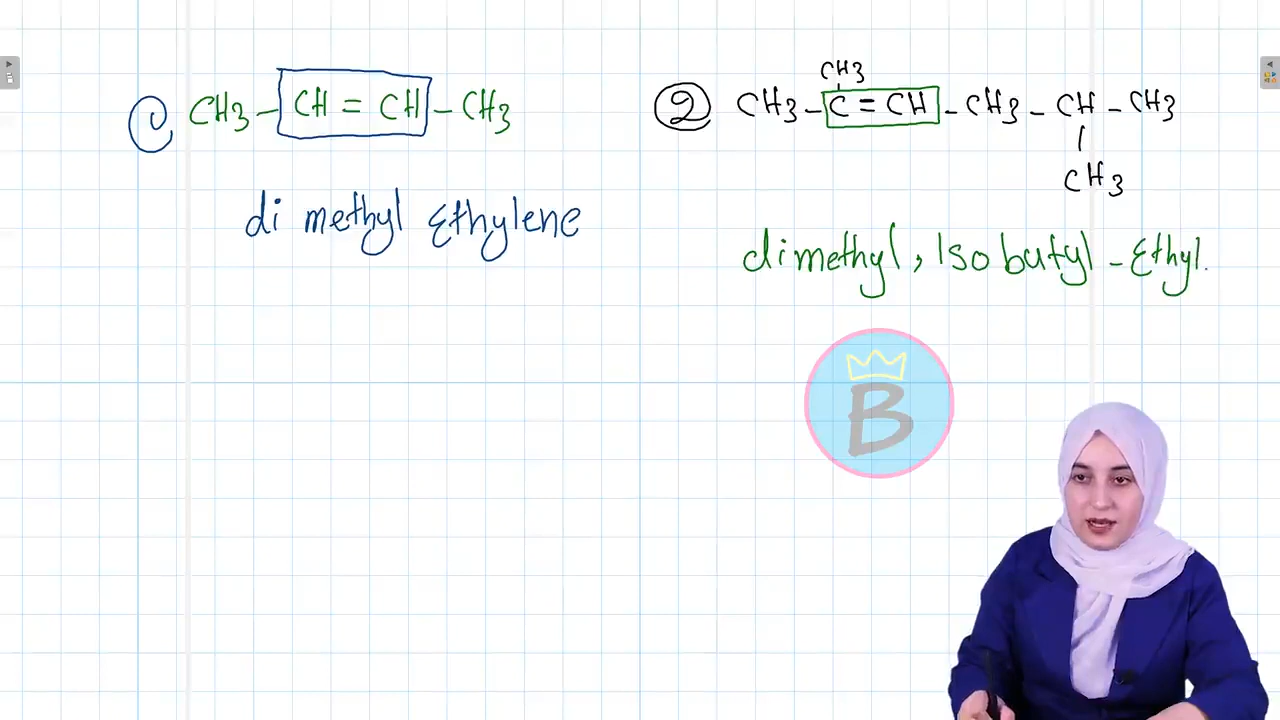 ① CH3 - CH = CH - CH3
di methyl Ethylene
② CH3 - C = CH - CH3 - CH - CH3
CH3
CH3
dimethyl, Iso butyl - Ethyl.
B